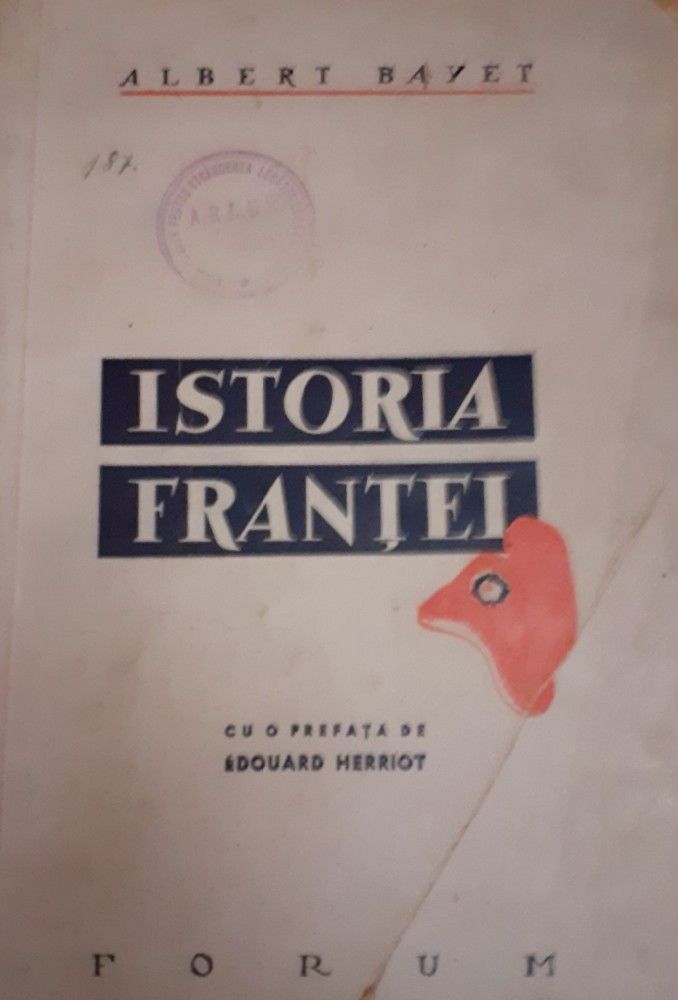 ALBERT BAYET
187.
A.R.L.U.S.
ISTORIA
FRANȚEI
CU O PREFAȚA DE
ÉDOUARD HERRIOT
FORUM